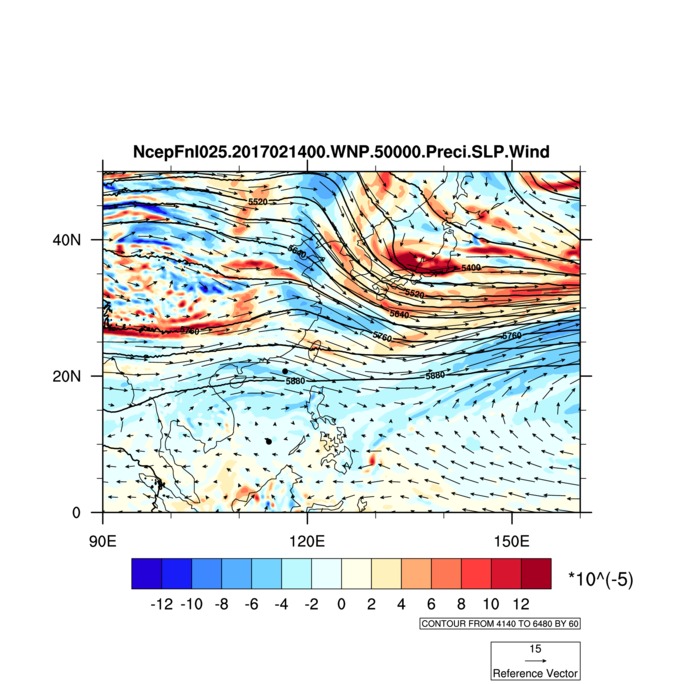 NcepFnl025.2017021400.WNP.50000.Preci.SLP.Wind
5520
40N
5640
5400
5520
5640
5760
5760
5760
20N
5880
5880
0
90E 120E 150E
-12 -10 -8 -6 -4 -2 0 2 4 6 8 10 12
*10^(-5)
CONTOUR FROM 4140 TO 6480 BY 60
15
Reference Vector